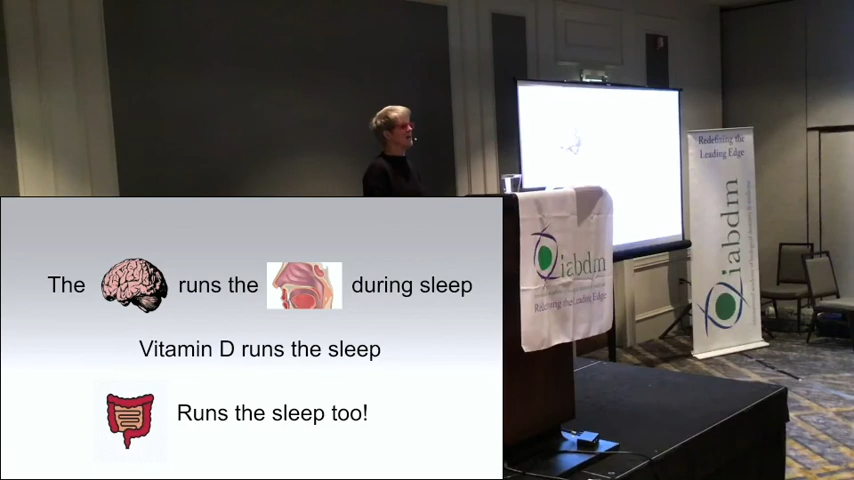 The runs the during sleep
Vitamin D runs the sleep
Runs the sleep too!
Redefining the
Leading Edge
iabdm
iabdm
Redefining the Leading Edge